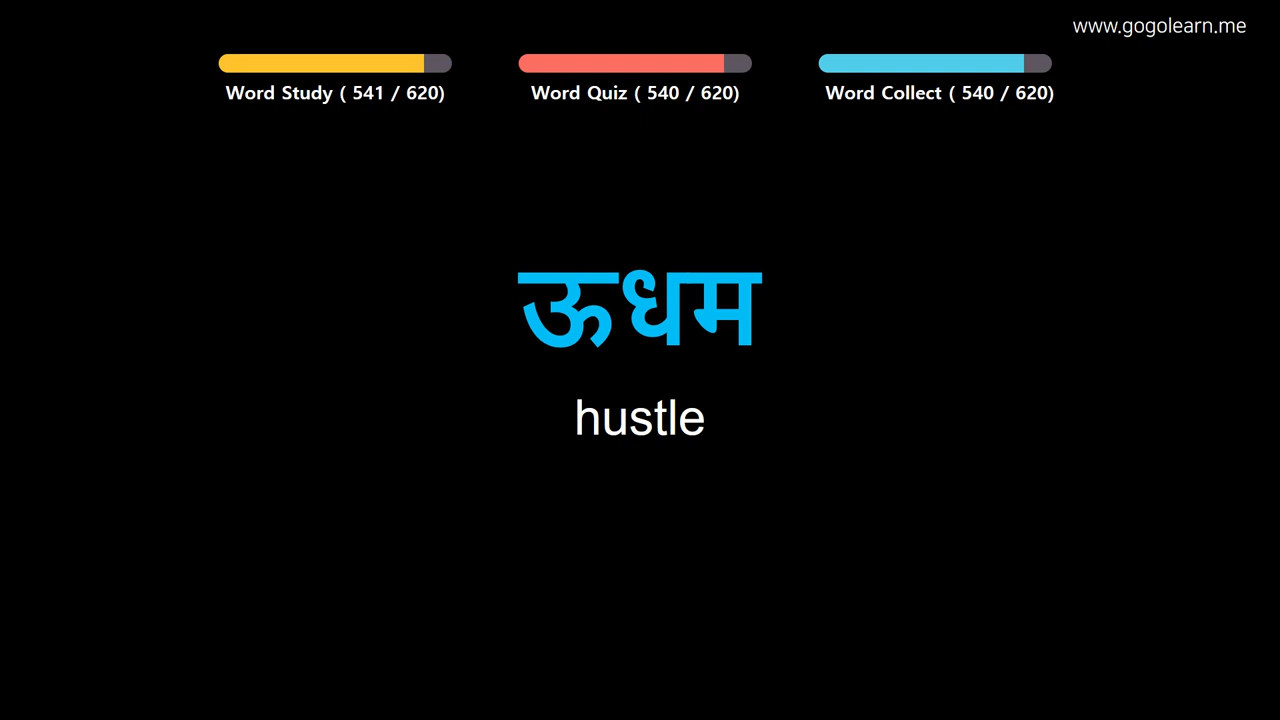 www.gogolearn.me
Word Study ( 541 / 620)
Word Quiz ( 540 / 620)
Word Collect ( 540 / 620)
ऊधम
hustle